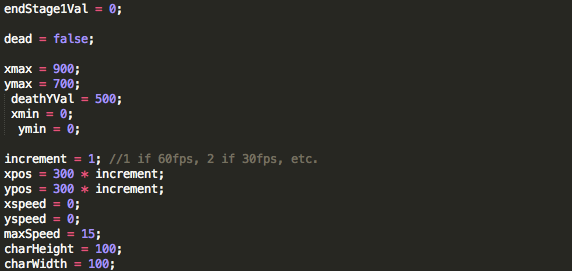 endStage1Val = 0;
dead = false;
xmax = 900;
ymax = 700;
deathYVal = 500;
xmin = 0;
ymin = 0;
increment = 1; //1 if 60fps, 2 if 30fps, etc.
xpos = 300 * increment;
ypos = 300 * increment;
xspeed = 0;
yspeed = 0;
maxSpeed = 15;
charHeight = 100;
charWidth = 100;